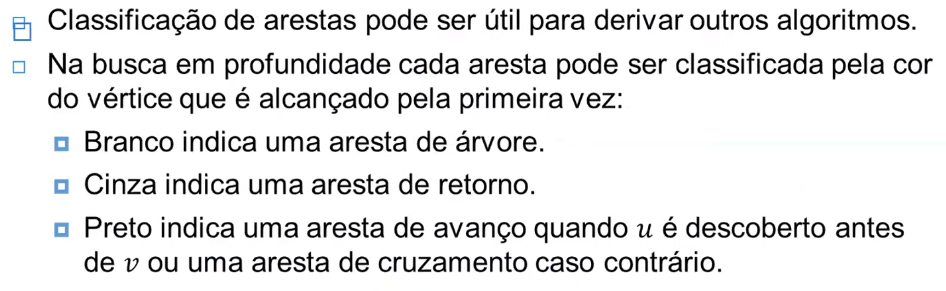 Classificação de arestas pode ser útil para derivar outros algoritmos.
Na busca em profundidade cada aresta pode ser classificada pela cor
do vértice que é alcançado pela primeira vez:
Branco indica uma aresta de árvore.
Cinza indica uma aresta de retorno.
Preto indica uma aresta de avanço quando u é descoberto antes
de v ou uma aresta de cruzamento caso contrário.